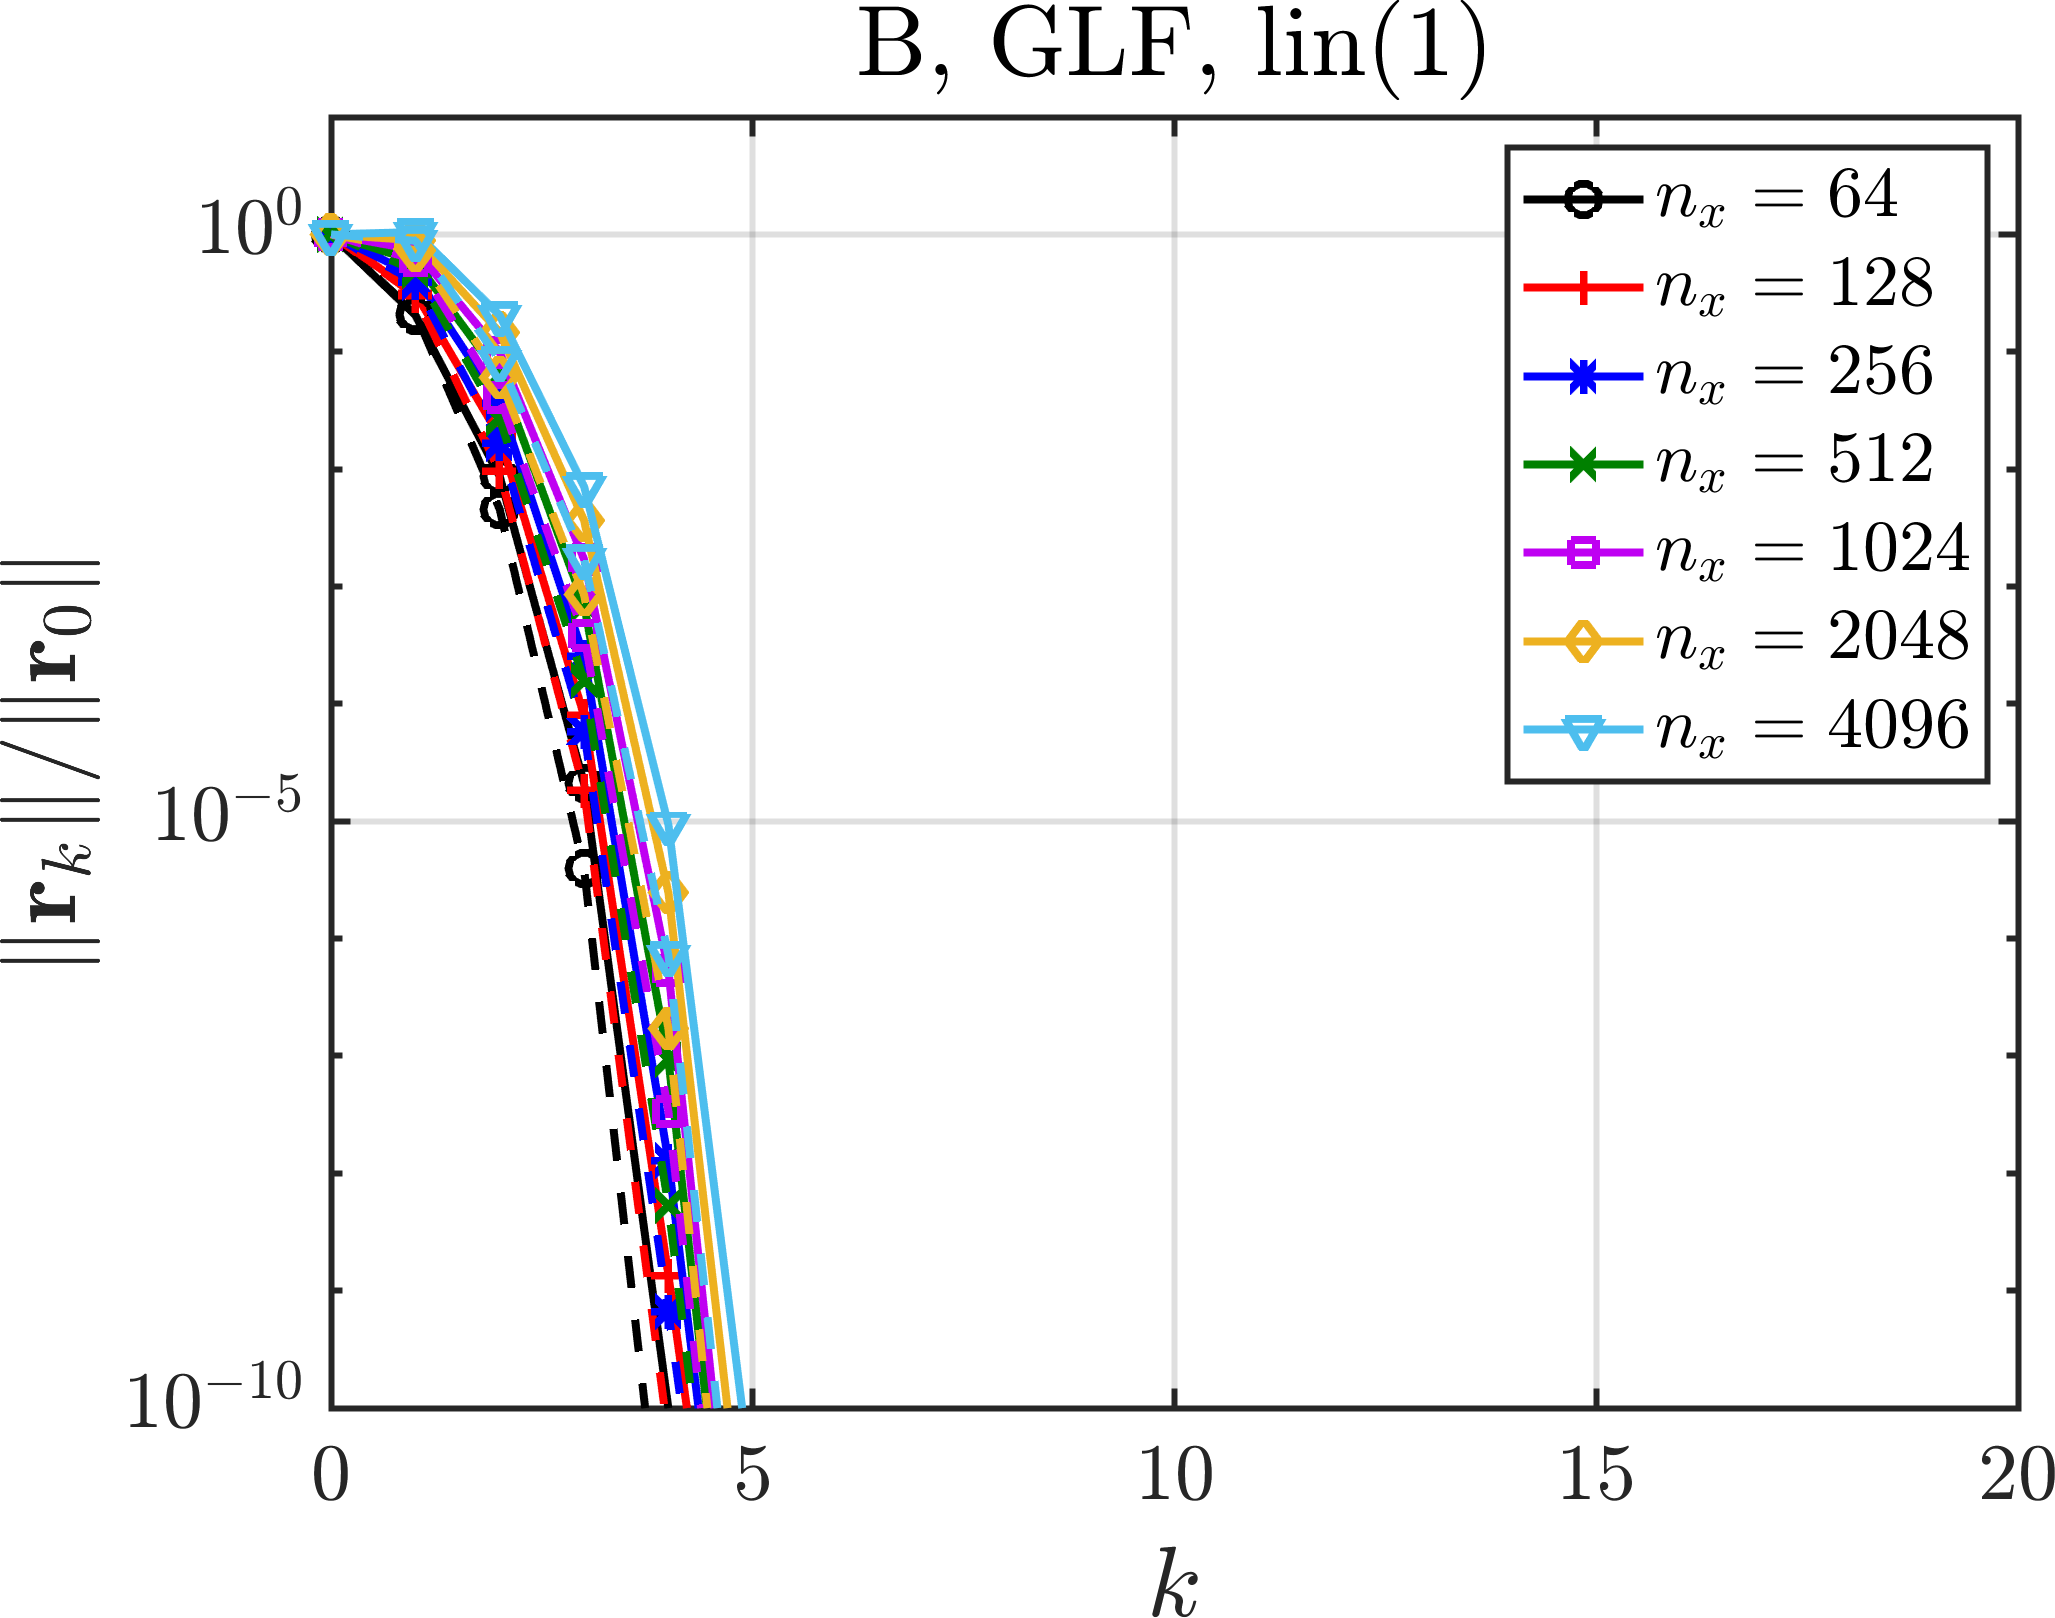 B, GLF, lin(1)
‖r_k‖/‖r_0‖
10^0
10^{-5}
10^{-10}
0 5 10 15 20
k
n_x = 64
n_x = 128
n_x = 256
n_x = 512
n_x = 1024
n_x = 2048
n_x = 4096